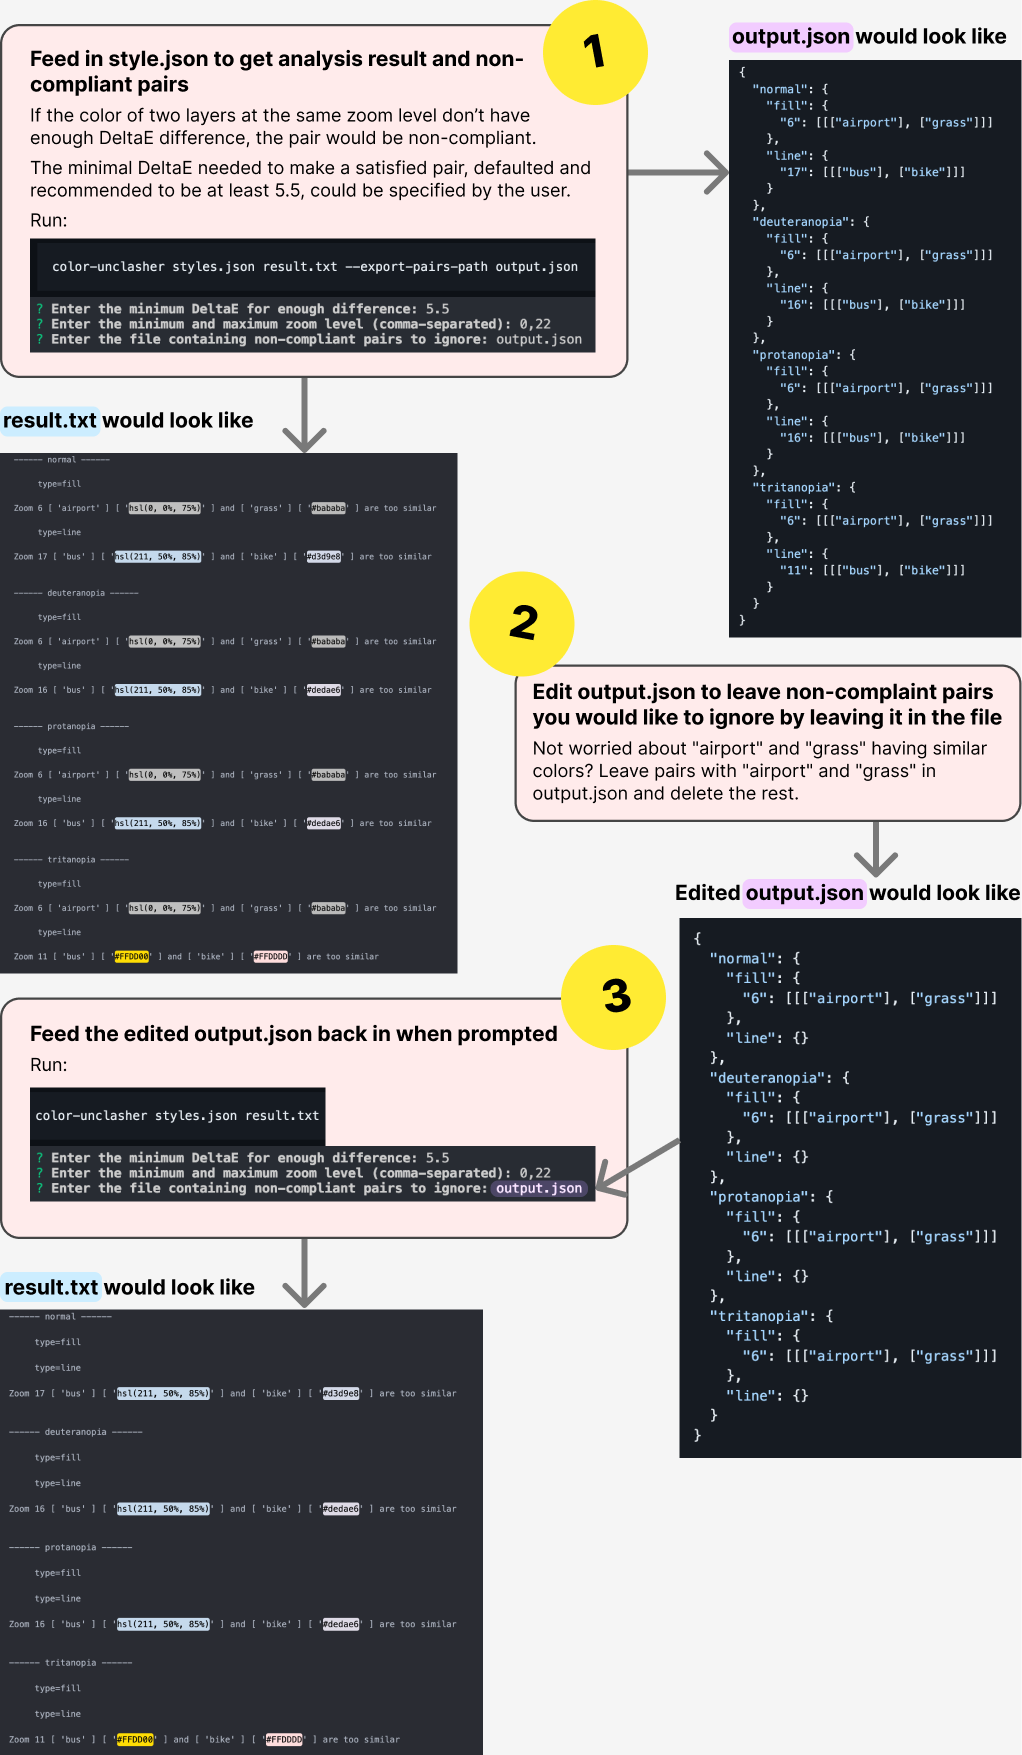 1
Feed in style.json to get analysis result and non-
compliant pairs
If the color of two layers at the same zoom level don’t have
enough DeltaE difference, the pair would be non-compliant.
The minimal DeltaE needed to make a satisfied pair, defaulted and
recommended to be at least 5.5, could be specified by the user.
Run:
color-unclasher styles.json result.txt --export-pairs-path output.json
? Enter the minimum DeltaE for enough difference: 5.5
? Enter the minimum and maximum zoom level (comma-separated): 0,22
? Enter the file containing non-compliant pairs to ignore: output.json
output.json would look like
{
"normal": {
"fill": {
"6": [[["airport"], ["grass"]]]
},
"line": {
"17": [[["bus"], ["bike"]]]
}
},
"deuteranopia": {
"fill": {
"6": [[["airport"], ["grass"]]]
},
"line": {
"16": [[["bus"], ["bike"]]]
}
},
"protanopia": {
"fill": {
"6": [[["airport"], ["grass"]]]
},
"line": {
"16": [[["bus"], ["bike"]]]
}
},
"tritanopia": {
"fill": {
"6": [[["airport"], ["grass"]]]
},
"line": {
"11": [[["bus"], ["bike"]]]
}
}
}
result.txt would look like
------ normal ------
type=fill
Zoom 6 [ 'airport' ] [ 'hsl(0, 0%, 75%)' ] and [ 'grass' ] [ '#bababa' ] are too similar
type=line
Zoom 17 [ 'bus' ] [ 'hsl(211, 50%, 85%)' ] and [ 'bike' ] [ '#d3d9e8' ] are too similar
------ deuteranopia ------
type=fill
Zoom 6 [ 'airport' ] [ 'hsl(0, 0%, 75%)' ] and [ 'grass' ] [ '#bababa' ] are too similar
type=line
Zoom 16 [ 'bus' ] [ 'hsl(211, 50%, 85%)' ] and [ 'bike' ] [ '#dedae6' ] are too similar
------ protanopia ------
type=fill
Zoom 6 [ 'airport' ] [ 'hsl(0, 0%, 75%)' ] and [ 'grass' ] [ '#bababa' ] are too similar
type=line
Zoom 16 [ 'bus' ] [ 'hsl(211, 50%, 85%)' ] and [ 'bike' ] [ '#dedae6' ] are too similar
------ tritanopia ------
type=fill
Zoom 6 [ 'airport' ] [ 'hsl(0, 0%, 75%)' ] and [ 'grass' ] [ '#bababa' ] are too similar
type=line
Zoom 11 [ 'bus' ] [ '#FFDD00' ] and [ 'bike' ] [ '#FFDDDD' ] are too similar
2
Edit output.json to leave non-complaint pairs
you would like to ignore by leaving it in the file
Not worried about "airport" and "grass" having similar
colors? Leave pairs with "airport" and "grass" in
output.json and delete the rest.
Edited output.json would look like
{
"normal": {
"fill": {
"6": [[["airport"], ["grass"]]]
},
"line": {}
},
"deuteranopia": {
"fill": {
"6": [[["airport"], ["grass"]]]
},
"line": {}
},
"protanopia": {
"fill": {
"6": [[["airport"], ["grass"]]]
},
"line": {}
},
"tritanopia": {
"fill": {
"6": [[["airport"], ["grass"]]]
},
"line": {}
}
}
3
Feed the edited output.json back in when prompted
Run:
color-unclasher styles.json result.txt
? Enter the minimum DeltaE for enough difference: 5.5
? Enter the minimum and maximum zoom level (comma-separated): 0,22
? Enter the file containing non-compliant pairs to ignore: output.json
result.txt would look like
------ normal ------
type=fill
type=line
Zoom 17 [ 'bus' ] [ 'hsl(211, 50%, 85%)' ] and [ 'bike' ] [ '#d3d9e8' ] are too similar
------ deuteranopia ------
type=fill
type=line
Zoom 16 [ 'bus' ] [ 'hsl(211, 50%, 85%)' ] and [ 'bike' ] [ '#dedae6' ] are too similar
------ protanopia ------
type=fill
type=line
Zoom 16 [ 'bus' ] [ 'hsl(211, 50%, 85%)' ] and [ 'bike' ] [ '#dedae6' ] are too similar
------ tritanopia ------
type=fill
type=line
Zoom 11 [ 'bus' ] [ '#FFDD00' ] and [ 'bike' ] [ '#FFDDDD' ] are too similar